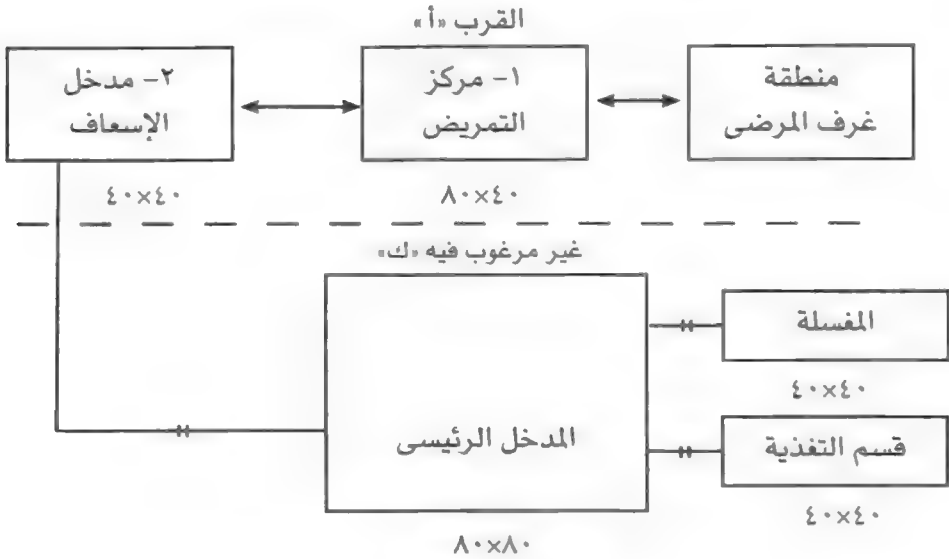 القرب «أ»
منطقة
غرف المرضى
١- مركز
التمريض
٢- مدخل
الإسعاف
٨٠×٤٠
٤٠×٤٠
غير مرغوب فيه «ك»
المدخل الرئيسى
٨٠×٨٠
المغسلة
٤٠×٤٠
قسم التغذية
٤٠×٤٠